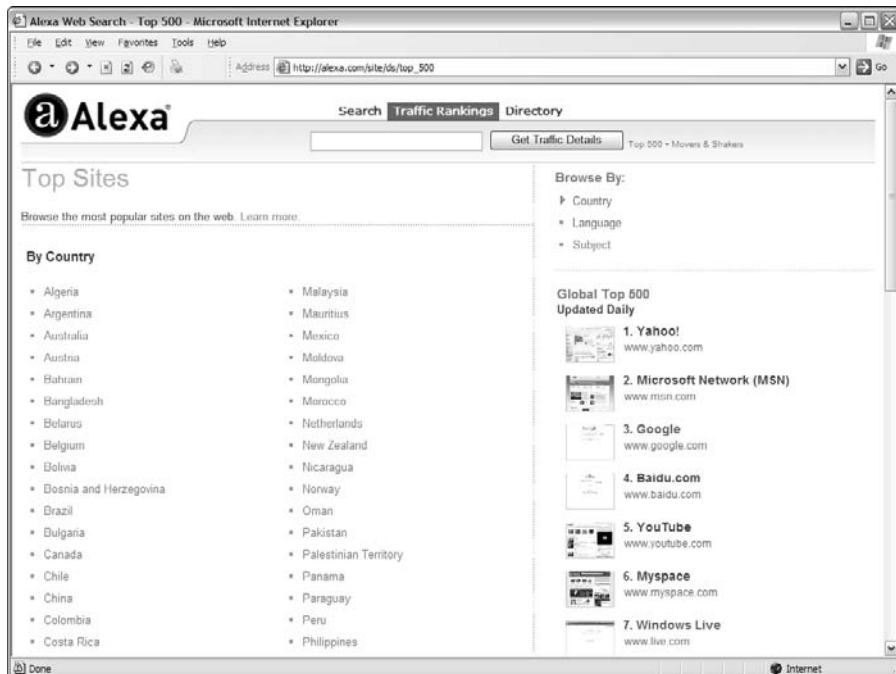 Alexa Web Search - Top 500 - Microsoft Internet Explorer
File Edit View Favorites Tools Help
Address http://alexa.com/site/ds/top_500 Go
a Alexa
Search Traffic Rankings Directory
Get Traffic Details Top 500 • Movers & Shakers
Top Sites
Browse the most popular sites on the web. Learn more.
By Country
Algeria
Argentina
Australia
Austria
Bahrain
Bangladesh
Belarus
Belgium
Bolivia
Bosnia and Herzegovina
Brazil
Bulgaria
Canada
Chile
China
Colombia
Costa Rica
Malaysia
Mauritius
Mexico
Moldova
Mongolia
Morocco
Netherlands
New Zealand
Nicaragua
Norway
Oman
Pakistan
Palestinian Territory
Panama
Paraguay
Peru
Philippines
Browse By:
Country
Language
Subject
Global Top 500
Updated Daily
1. Yahoo!
www.yahoo.com
2. Microsoft Network (MSN)
www.msn.com
3. Google
www.google.com
4. Baidu.com
www.baidu.com
5. YouTube
www.youtube.com
6. Myspace
www.myspace.com
7. Windows Live
www.live.com
Done Internet